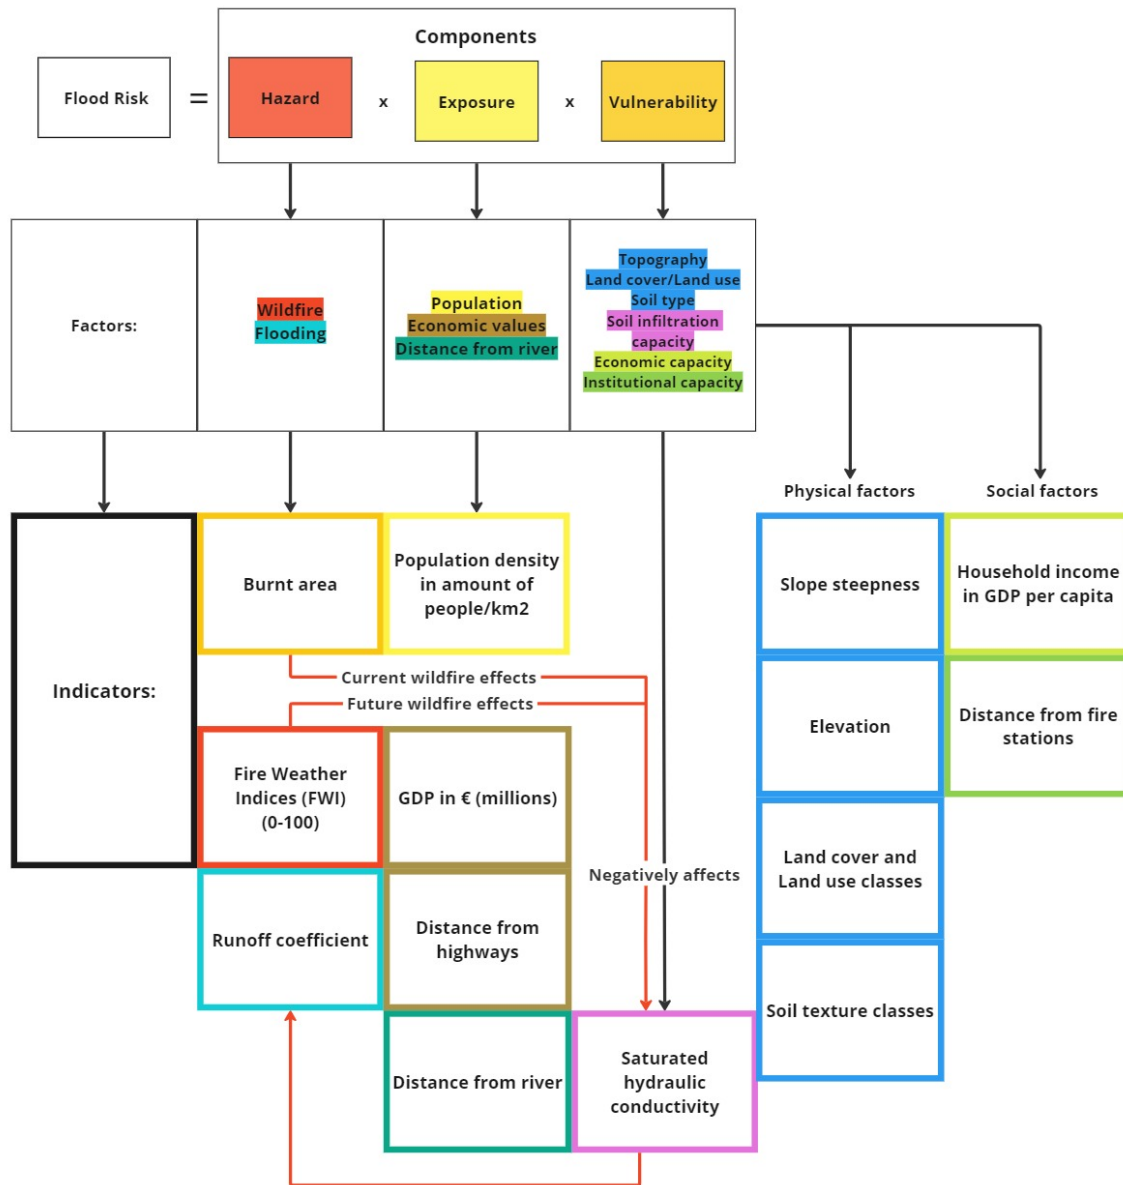 Components
Flood Risk
=
Hazard
x
Exposure
x
Vulnerability
Factors:
Wildfire
Flooding
Population
Economic values
Distance from river
Topography
Land cover/Land use
Soil type
Soil infiltration
capacity
Economic capacity
Institutional capacity
Physical factors
Social factors
Indicators:
Burnt area
Population density
in amount of
people/km2
Slope steepness
Household income
in GDP per capita
Current wildfire effects
Future wildfire effects
Elevation
Distance from fire
stations
Fire Weather
Indices (FWI)
(0-100)
GDP in € (millions)
Negatively affects
Land cover and
Land use classes
Runoff coefficient
Distance from
highways
Soil texture classes
Distance from river
Saturated
hydraulic
conductivity